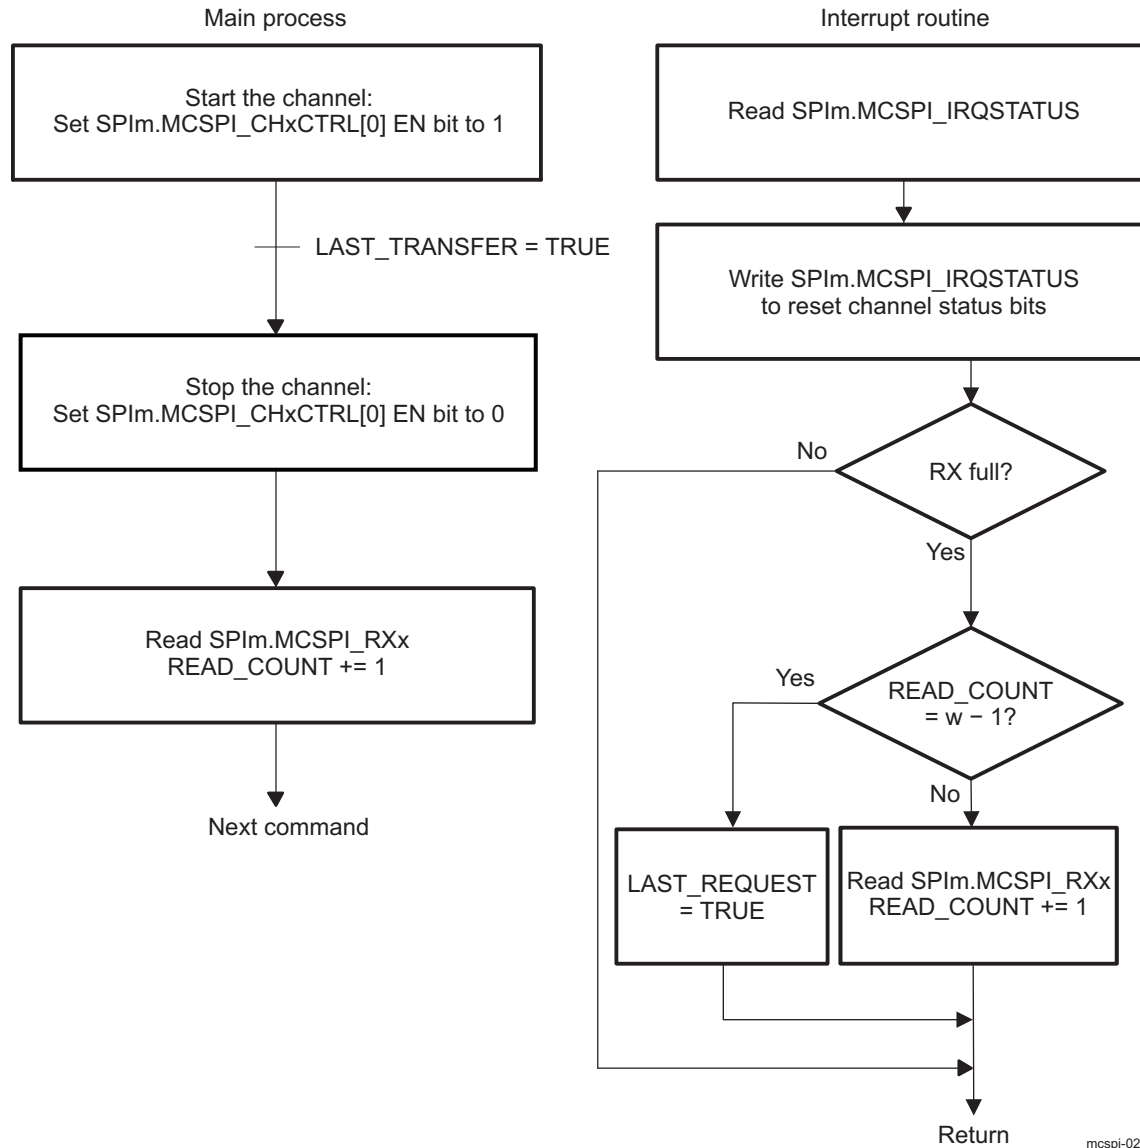 Main process
Start the channel:
Set SPIm.MCSPI_CHxCTRL[0] EN bit to 1
LAST_TRANSFER = TRUE
Stop the channel:
Set SPIm.MCSPI_CHxCTRL[0] EN bit to 0
Read SPIm.MCSPI_RXx
READ_COUNT += 1
Next command
Interrupt routine
Read SPIm.MCSPI_IRQSTATUS
Write SPIm.MCSPI_IRQSTATUS
to reset channel status bits
No
RX full?
Yes
Yes
READ_COUNT
= w − 1?
No
LAST_REQUEST
= TRUE
Read SPIm.MCSPI_RXx
READ_COUNT += 1
Return
mcspi-02